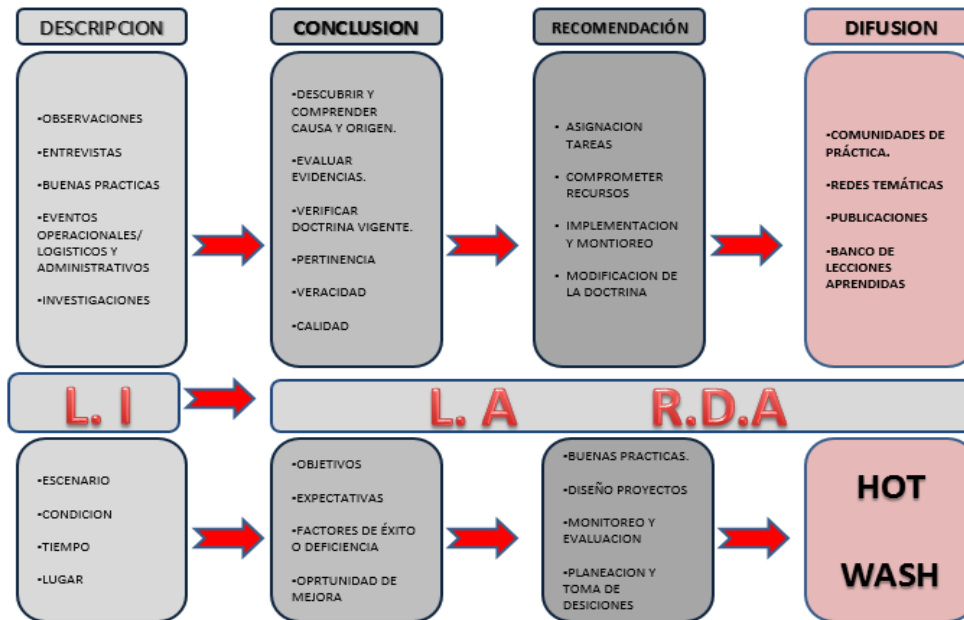 DESCRIPCION
CONCLUSION
RECOMENDACIÓN
DIFUSION
•OBSERVACIONES
•ENTREVISTAS
•BUENAS PRACTICAS
•EVENTOS
OPERACIONALES/
LOGISTICOS Y
ADMINISTRATIVOS
•INVESTIGACIONES
•DESCUBRIR Y
COMPRENDER
CAUSA Y ORIGEN.
•EVALUAR
EVIDENCIAS.
•VERIFICAR
DOCTRINA VIGENTE.
•PERTINENCIA
•VERACIDAD
•CALIDAD
• ASIGNACION
TAREAS
• COMPROMETER
RECURSOS
• IMPLEMENTACION
Y MONTIOREO
• MODIFICACION DE
LA DOCTRINA
•COMUNIDADES DE
PRÁCTICA.
•REDES TEMÁTICAS
•PUBLICACIONES
•BANCO DE
LECCIONES
APRENDIDAS
L. I
L. A R.D.A
•ESCENARIO
•CONDICION
•TIEMPO
•LUGAR
•OBJETIVOS
•EXPECTATIVAS
•FACTORES DE ÉXITO
O DEFICIENCIA
•OPRTUNIDAD DE
MEJORA
•BUENAS PRACTICAS.
•DISEÑO PROYECTOS
•MONITOREO Y
EVALUACION
•PLANEACION Y
TOMA DE
DESICIONES
HOT
WASH